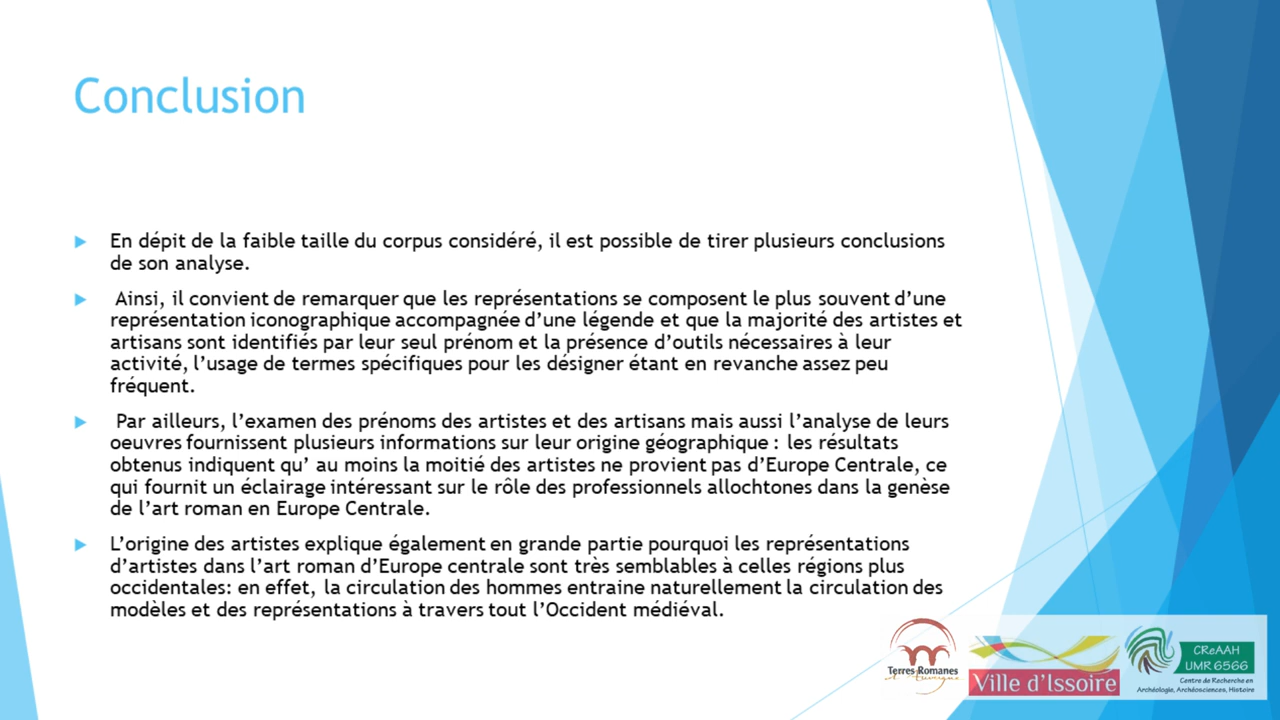 Conclusion
En dépit de la faible taille du corpus considéré, il est possible de tirer plusieurs conclusions
de son analyse.
Ainsi, il convient de remarquer que les représentations se composent le plus souvent d’une
représentation iconographique accompagnée d’une légende et que la majorité des artistes et
artisans sont identifiés par leur seul prénom et la présence d’outils nécessaires à leur
activité, l’usage de termes spécifiques pour les désigner étant en revanche assez peu
fréquent.
Par ailleurs, l’examen des prénoms des artistes et des artisans mais aussi l’analyse de leurs
oeuvres fournissent plusieurs informations sur leur origine géographique : les résultats
obtenus indiquent qu’ au moins la moitié des artistes ne provient pas d’Europe Centrale, ce
qui fournit un éclairage intéressant sur le rôle des professionnels allochtones dans la genèse
de l’art roman en Europe Centrale.
L’origine des artistes explique également en grande partie pourquoi les représentations
d’artistes dans l’art roman d’Europe centrale sont très semblables à celles régions plus
occidentales: en effet, la circulation des hommes entraine naturellement la circulation des
modèles et des représentations à travers tout l’Occident médiéval.
Terres Romanes
d'Auvergne
Ville d’Issoire
CReAAH
UMR 6566
Centre de Recherche en
Archéologie, Archéosciences, Histoire